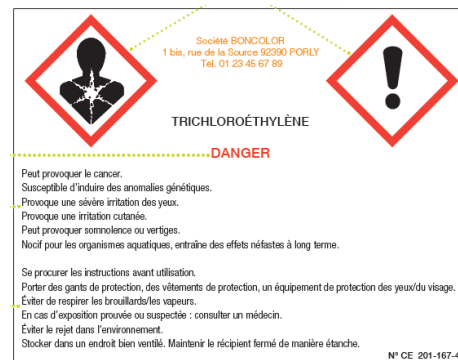 Société BONCOLOR
1 bis, rue de la Source 92390 PORLY
Tél. 01 23 45 67 89
TRICHLOROÉTHYLÈNE
DANGER
Peut provoquer le cancer.
Susceptible d'induire des anomalies génétiques.
Provoque une sévère irritation des yeux.
Provoque une irritation cutanée.
Peut provoquer somnolence ou vertiges.
Nocif pour les organismes aquatiques, entraîne des effets néfastes à long terme.
Se procurer les instructions avant utilisation.
Porter des gants de protection, des vêtements de protection, un équipement de protection des yeux/du visage.
Éviter de respirer les brouillards/les vapeurs.
En cas d'exposition prouvée ou suspectée : consulter un médecin.
Éviter le rejet dans l'environnement.
Stocker dans un endroit bien ventilé. Maintenir le récipient fermé de manière étanche.
N° CE 201-167-4